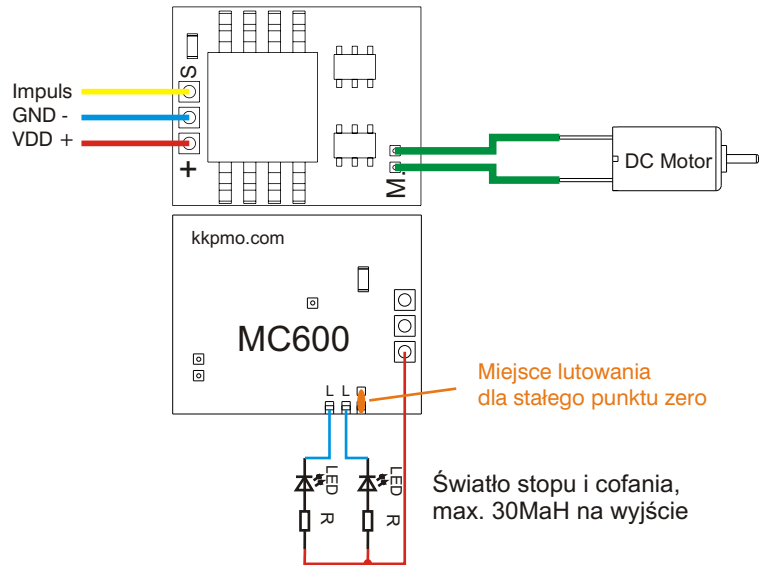 S
Impuls
GND -
VDD +
+
M.
DC Motor
kkpmo.com
MC600
L L
Miejsce lutowania
dla stałego punktu zero
LED
R
LED
R
Światło stopu i cofania,
max. 30MaH na wyjście